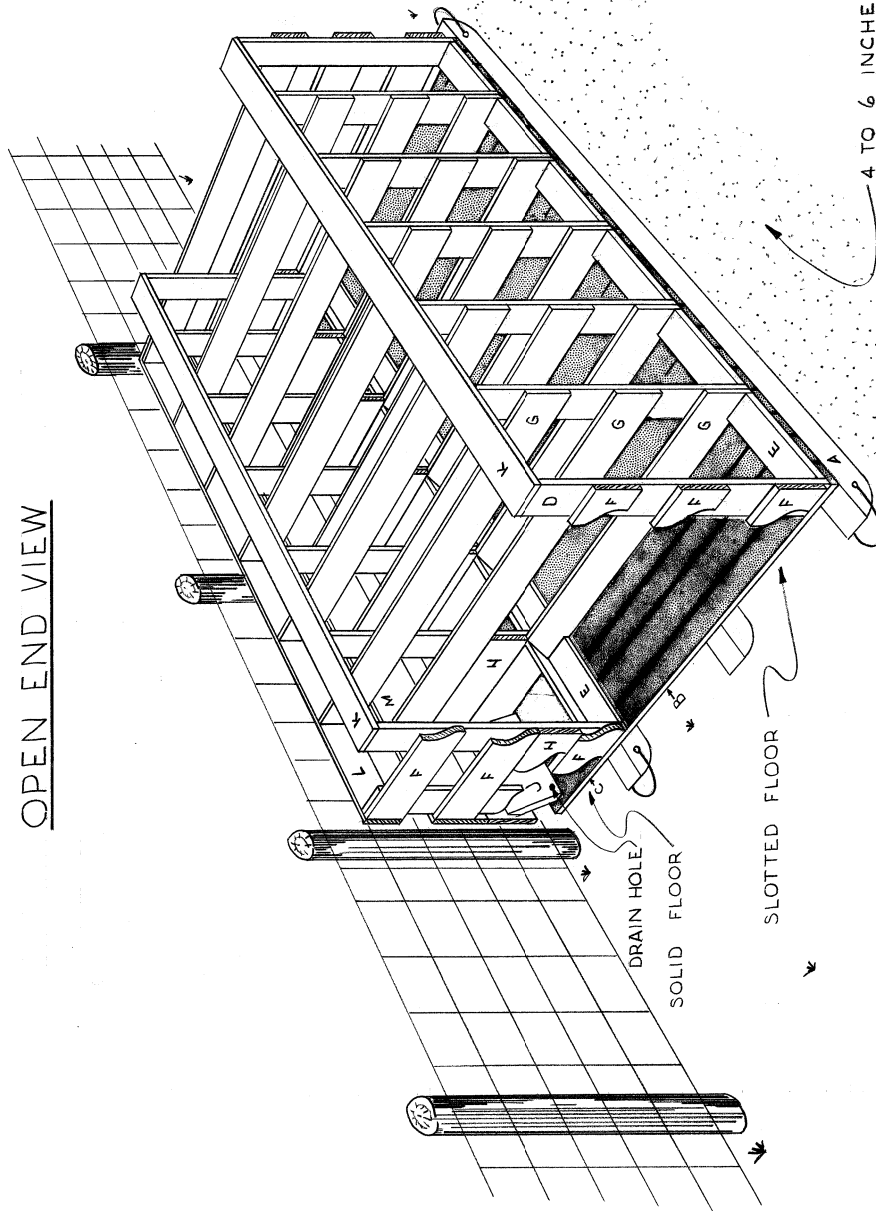 OPEN END VIEW
L
K
M
F
F
H
H
F
E
K
D
G
G
G
F
F
F
E
A
B
C
DRAIN HOLE
SOLID FLOOR
SLOTTED FLOOR
4 TO 6 INCHE